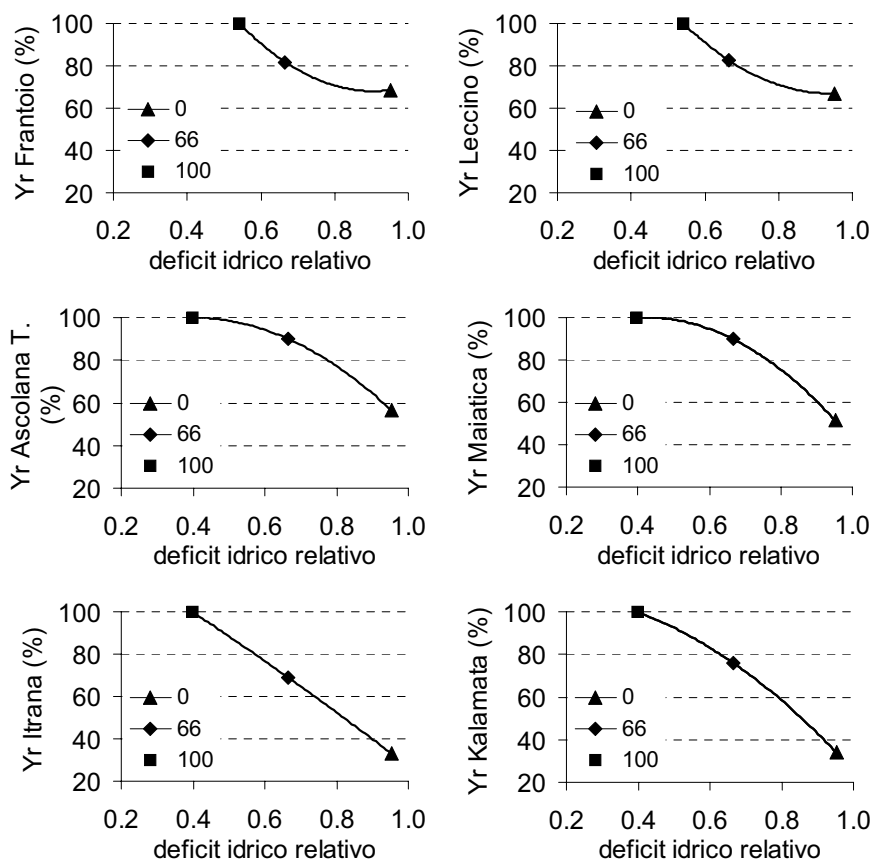 Yr Frantoio (%)
100
80
60
40
20
0
66
100
0.2 0.4 0.6 0.8 1.0
deficit idrico relativo
Yr Leccino (%)
100
80
60
40
20
0
66
100
0.2 0.4 0.6 0.8 1.0
deficit idrico relativo
Yr Ascolana T.
(%)
100
80
60
40
20
0
66
100
0.2 0.4 0.6 0.8 1.0
deficit idrico relativo
Yr Maiatica (%)
100
80
60
40
20
0
66
100
0.2 0.4 0.6 0.8 1.0
deficit idrico relativo
Yr Itrana (%)
100
80
60
40
20
0
66
100
0.2 0.4 0.6 0.8 1.0
deficit idrico relativo
Yr Kalamata (%)
100
80
60
40
20
0
66
100
0.2 0.4 0.6 0.8 1.0
deficit idrico relativo